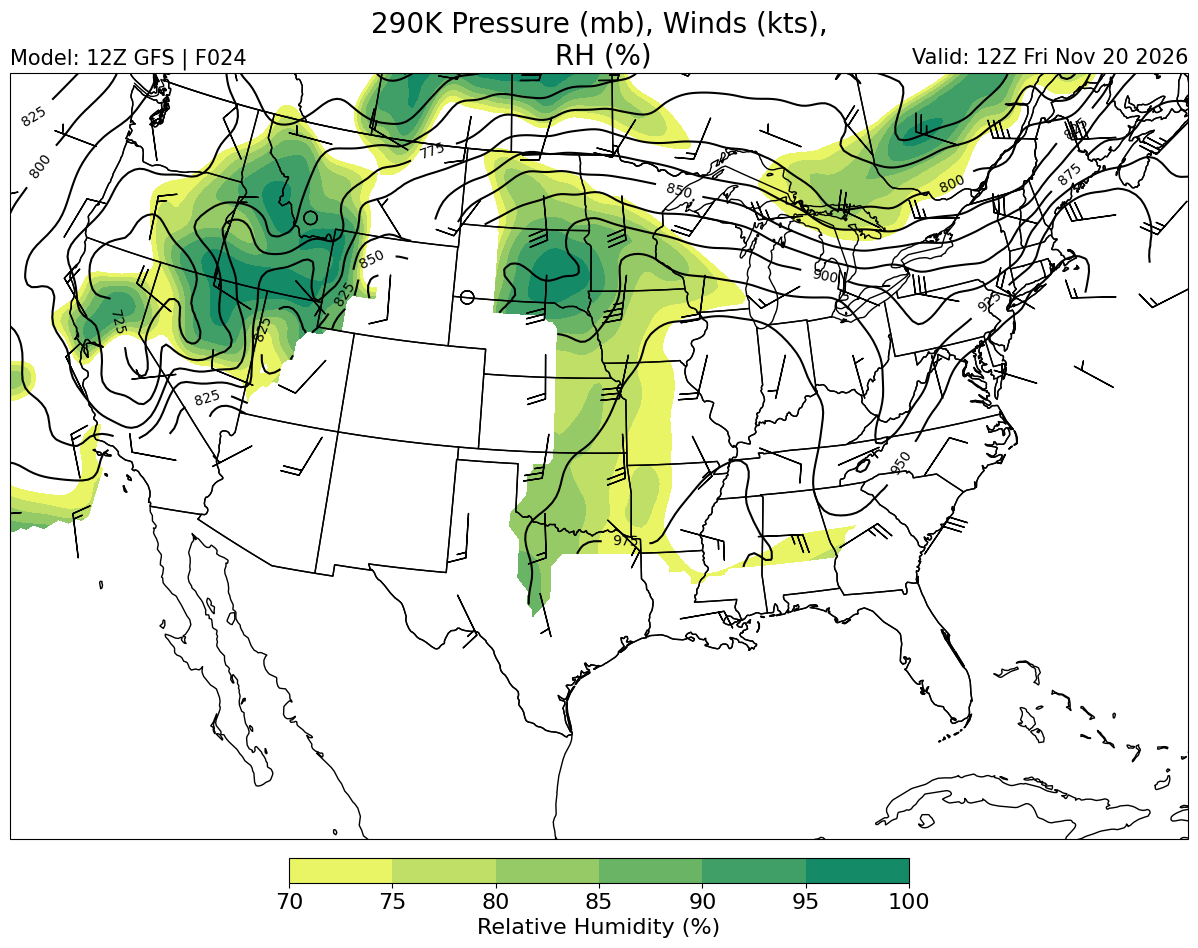 290K Pressure (mb), Winds (kts),
RH (%)
Model: 12Z GFS | F024
Valid: 12Z Fri Nov 20 2026
825
800
775
850
800
875
850
825
900
925
725
825
825
950
975
70 75 80 85 90 95 100
Relative Humidity (%)